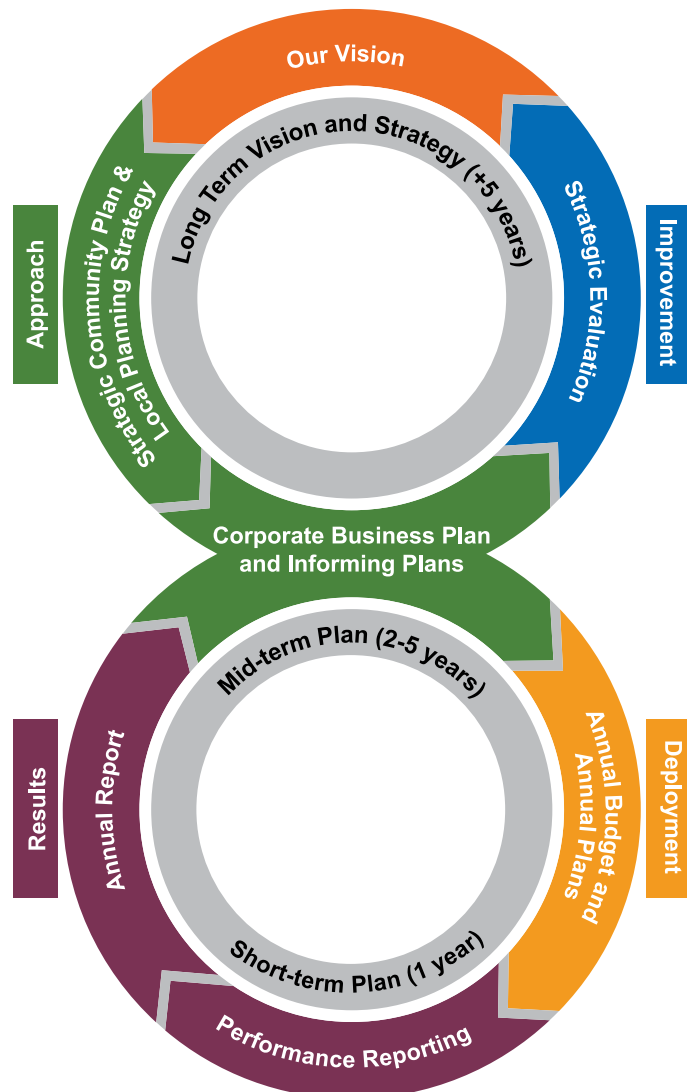 Our Vision
Long Term Vision and Strategy (+5 years)
Approach
Strategic Community Plan &
Local Planning Strategy
Strategic Evaluation
Improvement
Corporate Business Plan
and Informing Plans
Mid-term Plan (2-5 years)
Results
Annual Report
Annual Budget and
Annual Plans
Deployment
Short-term Plan (1 year)
Performance Reporting